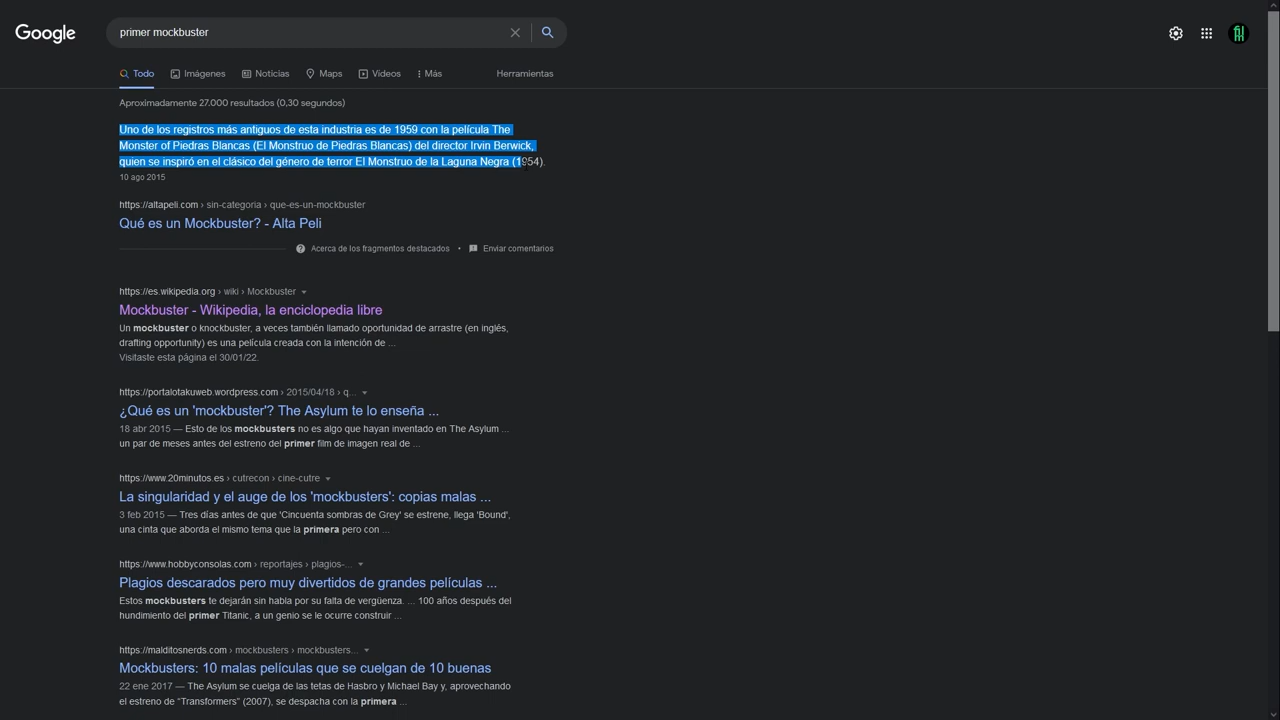 Google
primer mockbuster
Todo
Imágenes
Noticias
Maps
Vídeos
Más
Herramientas
Aproximadamente 27.000 resultados (0,30 segundos)
Uno de los registros más antiguos de esta industria es de 1959 con la película The
Monster of Piedras Blancas (El Monstruo de Piedras Blancas) del director Irvin Berwick,
quien se inspiró en el clásico del género de terror El Monstruo de la Laguna Negra (1954).
10 ago 2015
https://altapeli.com › sin-categoria › que-es-un-mockbuster
Qué es un Mockbuster? - Alta Peli
Acerca de los fragmentos destacados • Enviar comentarios
https://es.wikipedia.org › wiki › Mockbuster
Mockbuster - Wikipedia, la enciclopedia libre
Un mockbuster o knockbuster, a veces también llamado oportunidad de arrastre (en inglés,
drafting opportunity) es una película creada con la intención de ...
Visitaste esta página el 30/01/22.
https://portalotakuweb.wordpress.com › 2015/04/18 › q...
¿Qué es un 'mockbuster'? The Asylum te lo enseña ...
18 abr 2015 — Esto de los mockbusters no es algo que hayan inventado en The Asylum ...
un par de meses antes del estreno del primer film de imagen real de ...
https://www.20minutos.es › cutrecon › cine-cutre
La singularidad y el auge de los 'mockbusters': copias malas ...
3 feb 2015 — Tres días antes de que 'Cincuenta sombras de Grey' se estrene, llega 'Bound',
una cinta que aborda el mismo tema que la primera pero con ...
https://www.hobbyconsolas.com › reportajes › plagios-...
Plagios descarados pero muy divertidos de grandes películas ...
Estos mockbusters te dejarán sin habla por su falta de vergüenza. ... 100 años después del
hundimiento del primer Titanic, a un genio se le ocurre construir ...
https://malditosnerds.com › mockbusters › mockbusters...
Mockbusters: 10 malas películas que se cuelgan de 10 buenas
22 ene 2017 — The Asylum se cuelga de las tetas de Hasbro y Michael Bay y, aprovechando
el estreno de “Transformers” (2007), se despacha con la primera ...